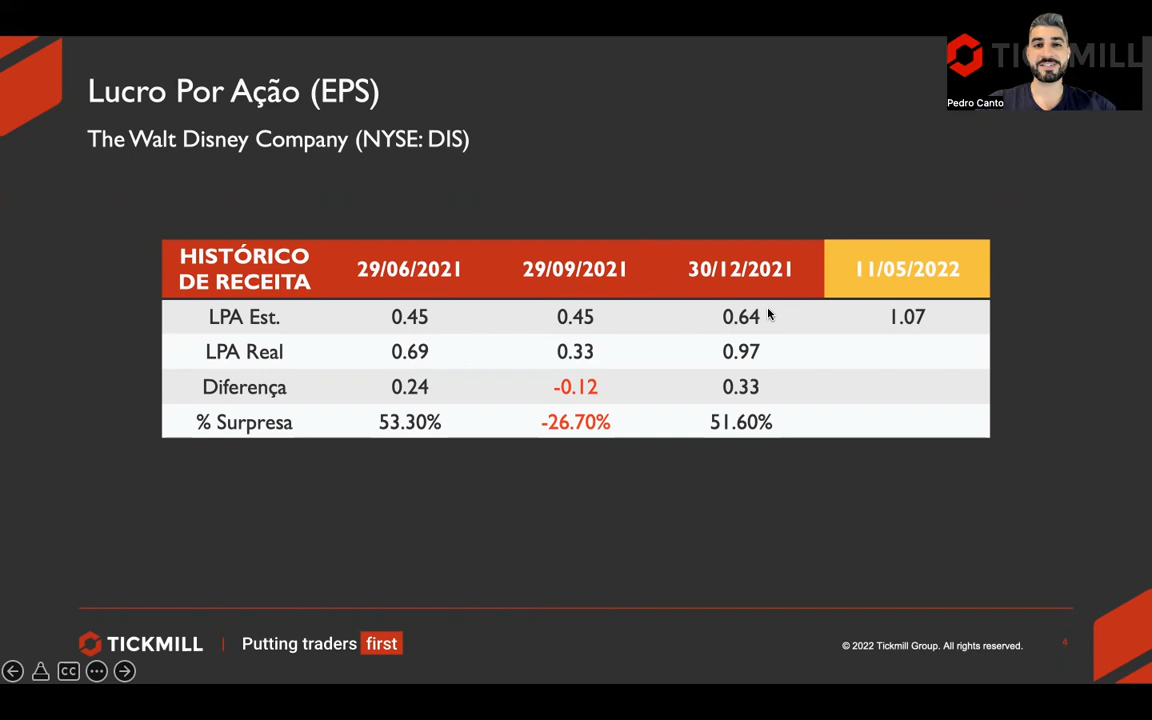 Lucro Por Ação (EPS)
The Walt Disney Company (NYSE: DIS)
TICKMILL
Pedro Canto
HISTÓRICO DE RECEITA 29/06/2021 29/09/2021 30/12/2021 11/05/2022
LPA Est. 0.45 0.45 0.64 1.07
LPA Real 0.69 0.33 0.97
Diferença 0.24 -0.12 0.33
% Surpresa 53.30% -26.70% 51.60%
TICKMILL | Putting traders first
© 2022 Tickmill Group. All rights reserved. 4
CC